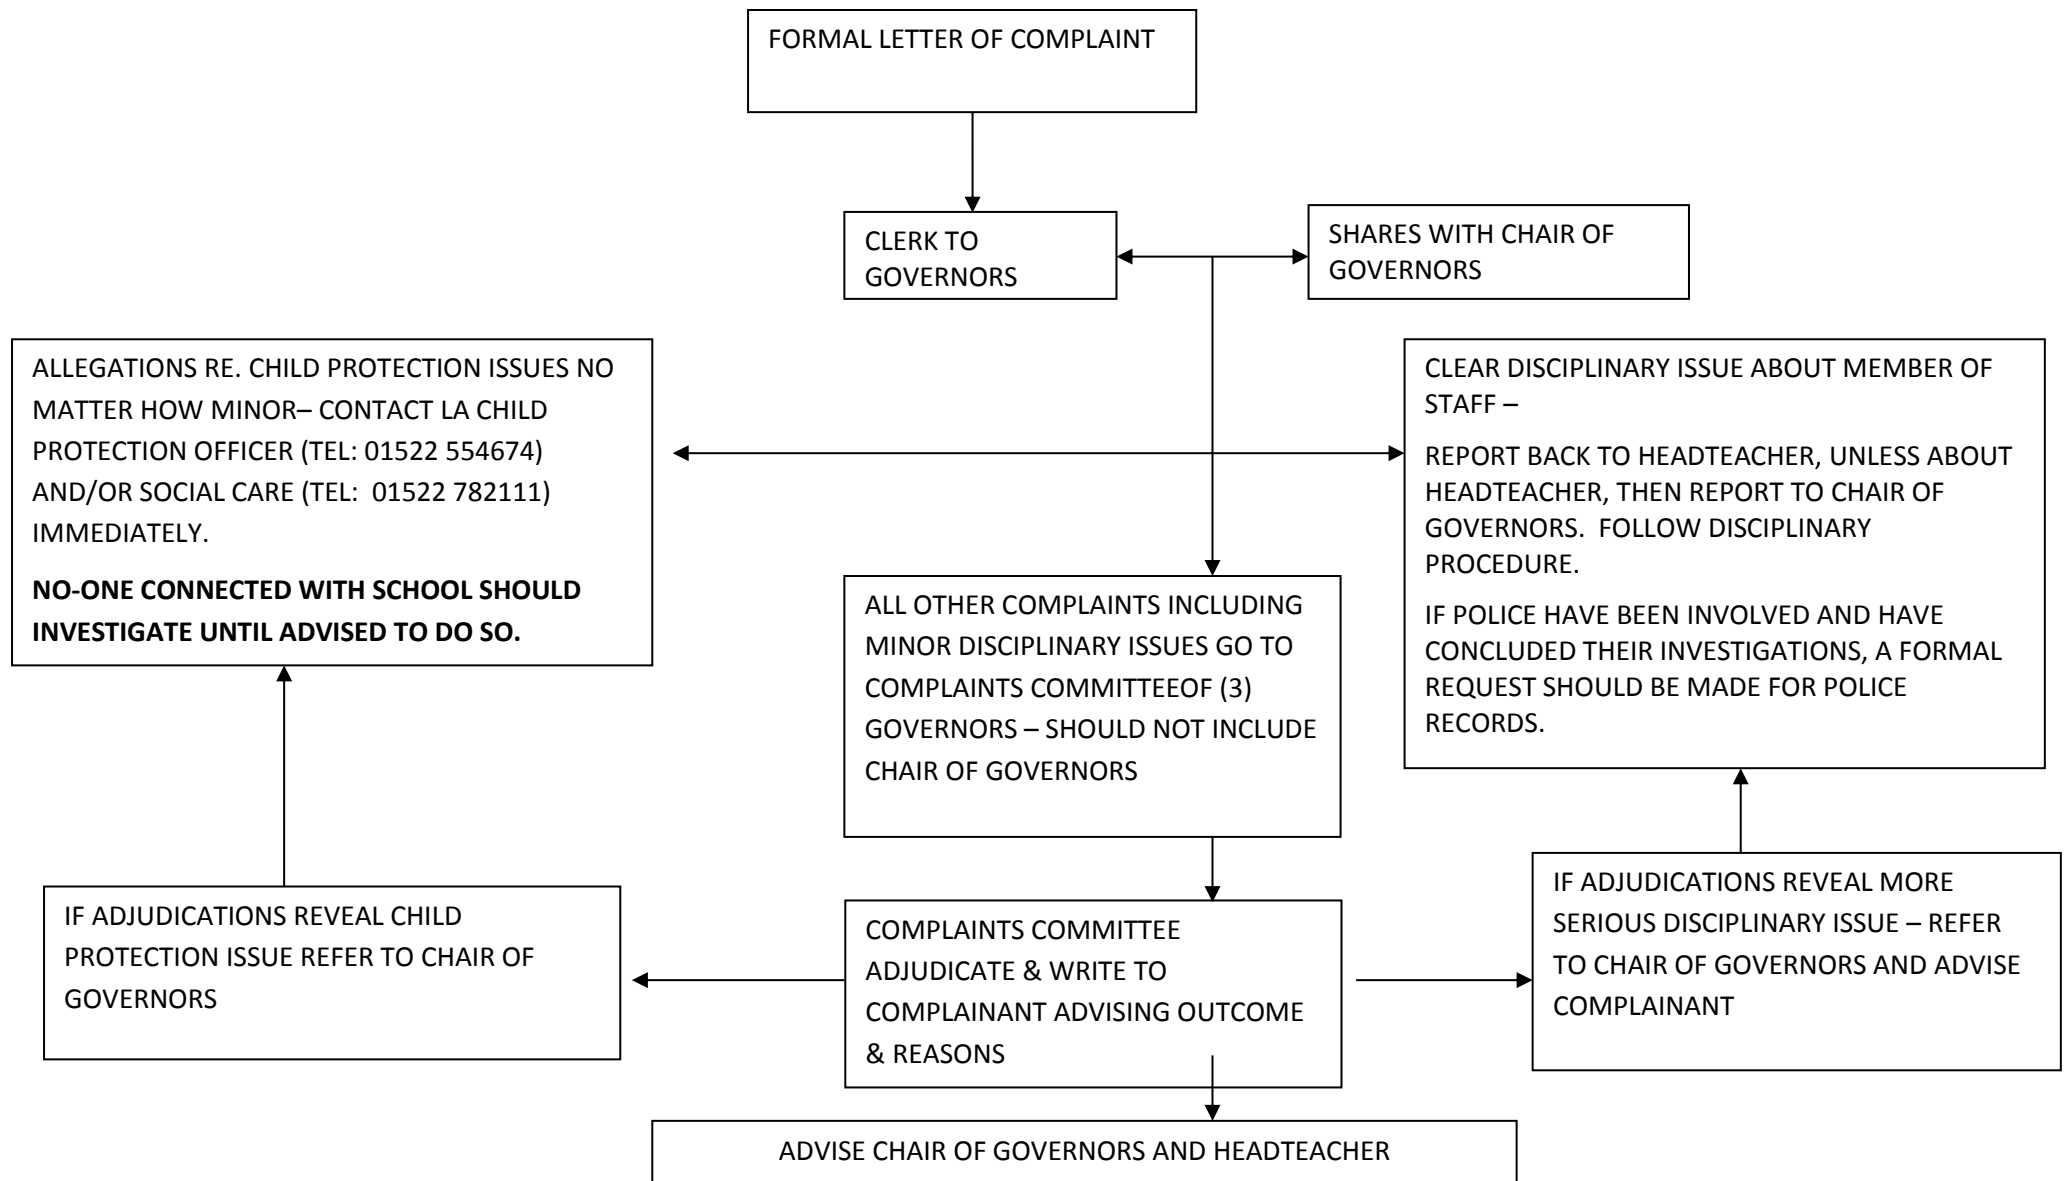 FORMAL LETTER OF COMPLAINT
CLERK TO
GOVERNORS
SHARES WITH CHAIR OF
GOVERNORS
ALLEGATIONS RE. CHILD PROTECTION ISSUES NO
MATTER HOW MINOR– CONTACT LA CHILD
PROTECTION OFFICER (TEL: 01522 554674)
AND/OR SOCIAL CARE (TEL:  01522 782111)
IMMEDIATELY.
NO-ONE CONNECTED WITH SCHOOL SHOULD
INVESTIGATE UNTIL ADVISED TO DO SO.
CLEAR DISCIPLINARY ISSUE ABOUT MEMBER OF
STAFF –
REPORT BACK TO HEADTEACHER, UNLESS ABOUT
HEADTEACHER, THEN REPORT TO CHAIR OF
GOVERNORS.  FOLLOW DISCIPLINARY
PROCEDURE.
IF POLICE HAVE BEEN INVOLVED AND HAVE
CONCLUDED THEIR INVESTIGATIONS, A FORMAL
REQUEST SHOULD BE MADE FOR POLICE
RECORDS.
ALL OTHER COMPLAINTS INCLUDING
MINOR DISCIPLINARY ISSUES GO TO
COMPLAINTS COMMITTEEOF (3)
GOVERNORS – SHOULD NOT INCLUDE
CHAIR OF GOVERNORS
IF ADJUDICATIONS REVEAL CHILD
PROTECTION ISSUE REFER TO CHAIR OF
GOVERNORS
COMPLAINTS COMMITTEE
ADJUDICATE & WRITE TO
COMPLAINANT ADVISING OUTCOME
& REASONS
IF ADJUDICATIONS REVEAL MORE
SERIOUS DISCIPLINARY ISSUE – REFER
TO CHAIR OF GOVERNORS AND ADVISE
COMPLAINANT
ADVISE CHAIR OF GOVERNORS AND HEADTEACHER